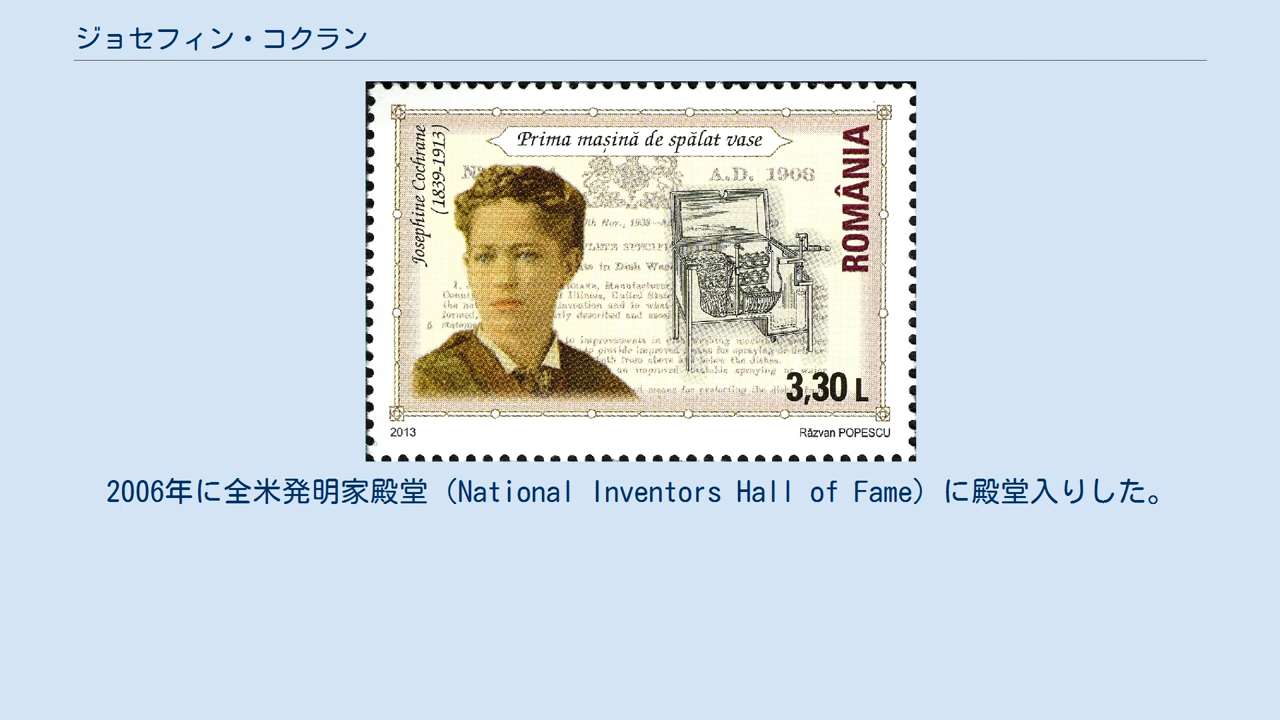 ジョセフィン・コクラン
Prima mașină de spălat vase
Josephine Cochrane
(1839-1913)
A.D. 1908
ROMÂNIA
3,30 L
2013
Răzvan POPESCU
2006年に全米発明家殿堂（National Inventors Hall of Fame）に殿堂入りした。